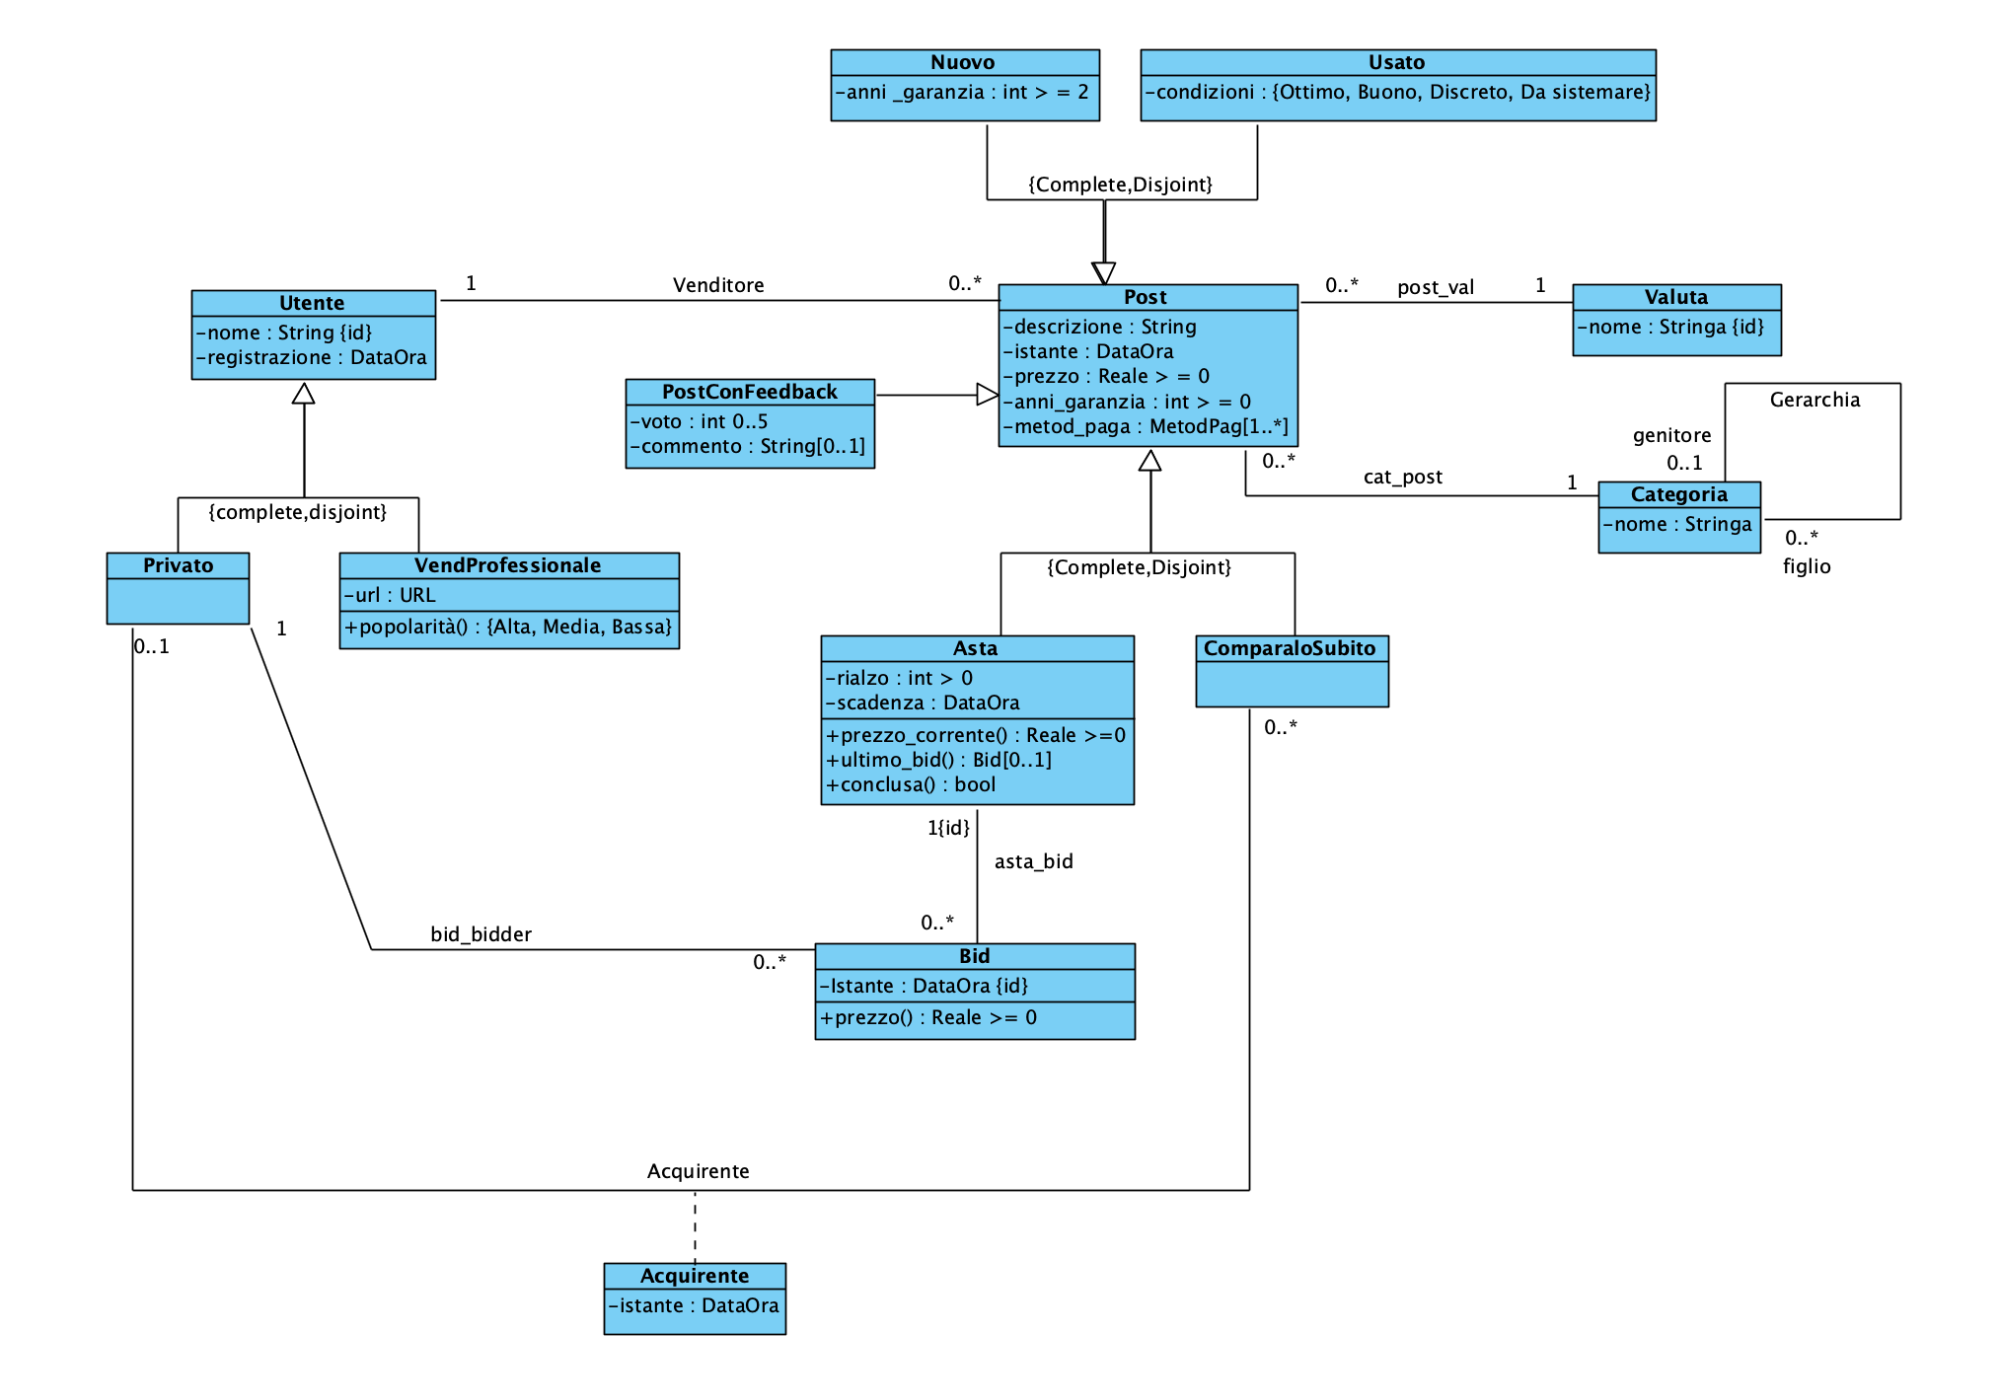 Nuovo
-anni _garanzia : int > = 2
Usato
-condizioni : {Ottimo, Buono, Discreto, Da sistemare}
{Complete,Disjoint}
1
Venditore
0..*
Utente
-nome : String {id}
-registrazione : DataOra
Post
-descrizione : String
-istante : DataOra
-prezzo : Reale > = 0
-anni_garanzia : int > = 0
-metod_paga : MetodPag[1..*]
0..*
post_val
1
Valuta
-nome : Stringa {id}
PostConFeedback
-voto : int 0..5
-commento : String[0..1]
Gerarchia
genitore
0..1
0..*
cat_post
1
Categoria
-nome : Stringa
0..*
figlio
{complete,disjoint}
Privato
VendProfessionale
-url : URL
+popolarità() : {Alta, Media, Bassa}
{Complete,Disjoint}
0..1
1
Asta
-rialzo : int > 0
-scadenza : DataOra
+prezzo_corrente() : Reale >=0
+ultimo_bid() : Bid[0..1]
+conclusa() : bool
ComparaloSubito
0..*
1{id}
asta_bid
0..*
bid_bidder
0..*
Bid
-Istante : DataOra {id}
+prezzo() : Reale >= 0
Acquirente
Acquirente
-istante : DataOra